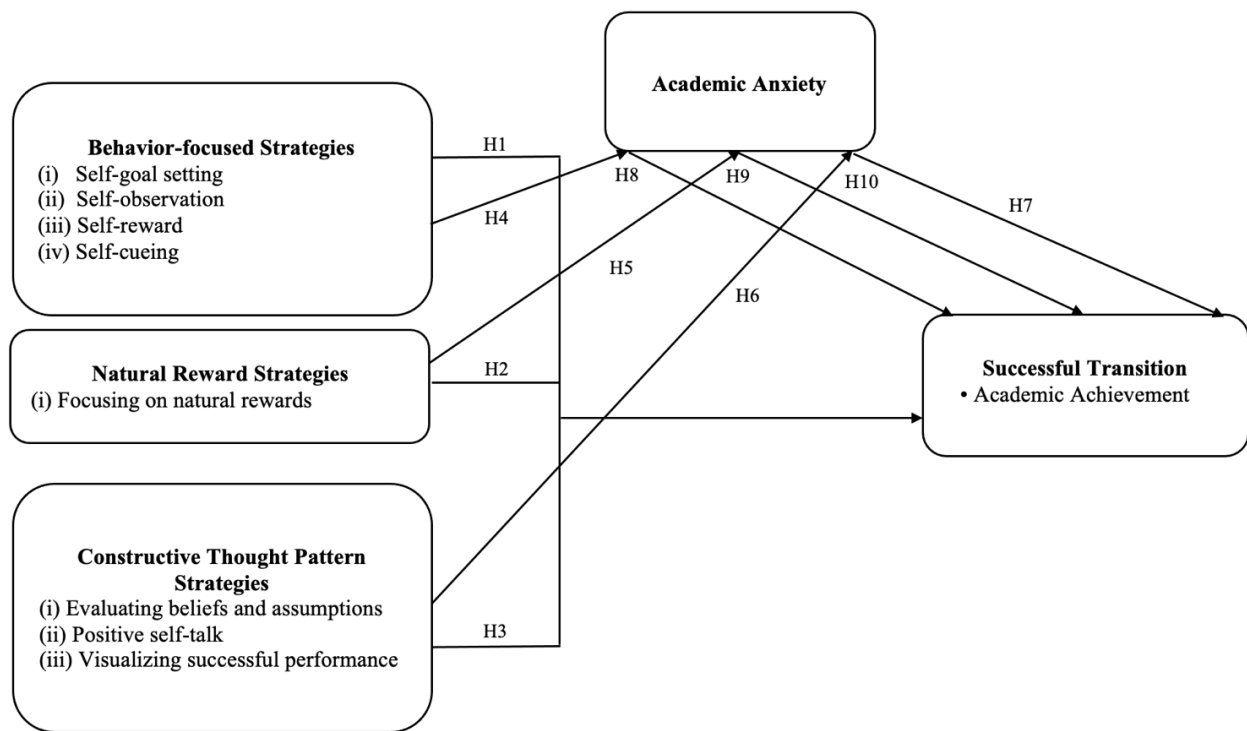 Academic Anxiety
Behavior-focused Strategies
(i) Self-goal setting
(ii) Self-observation
(iii) Self-reward
(iv) Self-cueing
H1
H4
H8
H9
H10
H7
H5
H6
Natural Reward Strategies
(i) Focusing on natural rewards
H2
Successful Transition
• Academic Achievement
Constructive Thought Pattern
Strategies
(i) Evaluating beliefs and assumptions
(ii) Positive self-talk
(iii) Visualizing successful performance
H3